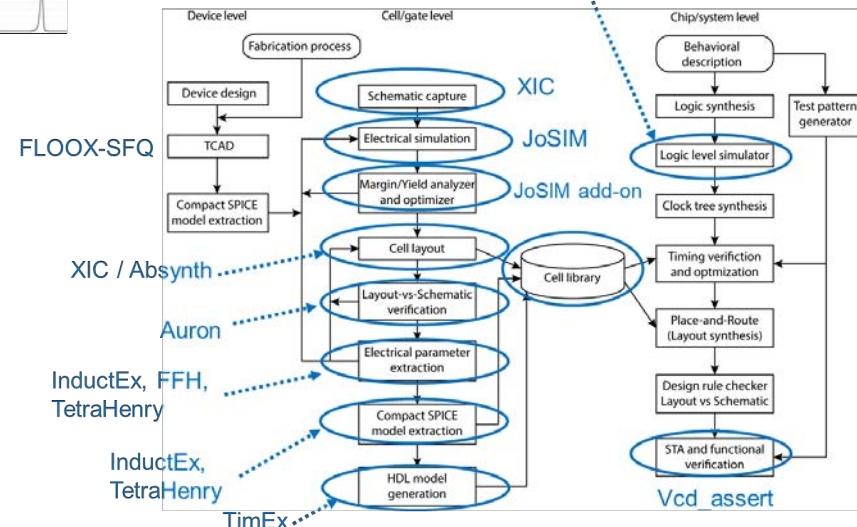 Device level
Cell/gate level
Chip/system level
Fabrication process
Device design
TCAD
Compact SPICE
model extraction
FLOOX-SFQ
Schematic capture
XIC
Electrical simulation
JoSIM
Margin/Yield analyzer
and optimizer
JoSIM add-on
Cell layout
XIC / Absynth
Layout-vs-Schematic
verification
Auron
Electrical parameter
extraction
InductEx, FFH,
TetraHenry
Compact SPICE
model extraction
InductEx,
TetraHenry
HDL model
generation
TimEx
Cell library
Behavioral
description
Logic synthesis
Test pattern
generator
Logic level simulator
Clock tree synthesis
Timing verifiction
and optmization
Place-and-Route
(Layout synthesis)
Design rule checker
Layout vs Schematic
STA and functional
verification
Vcd_assert